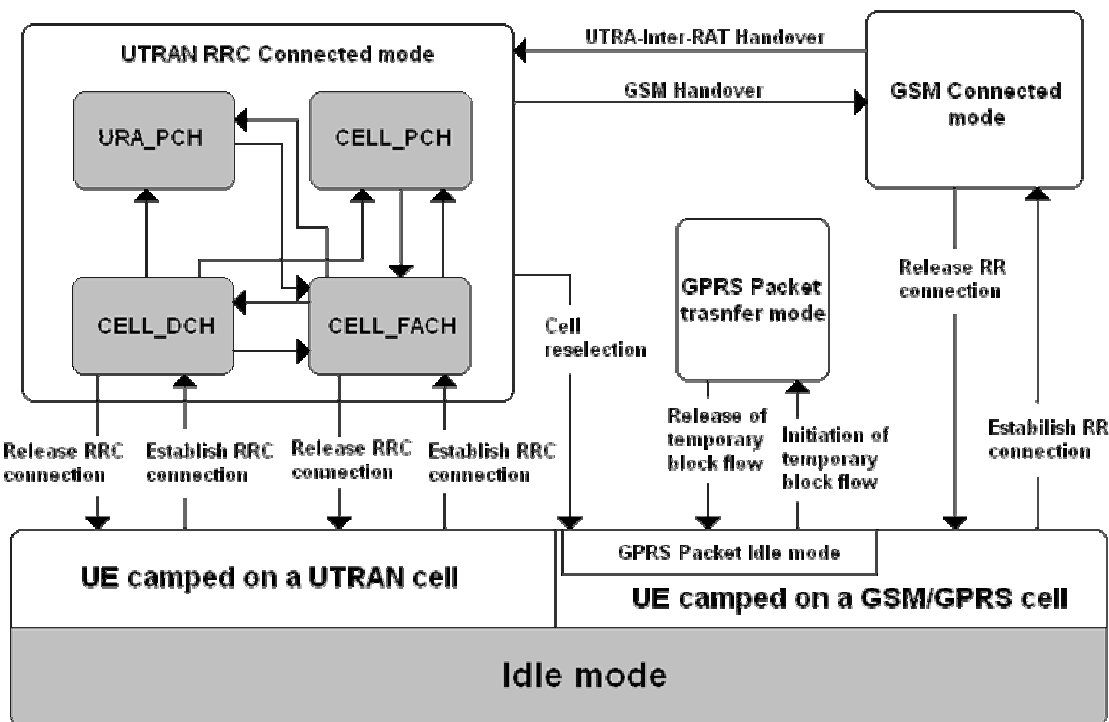 UTRAN RRC Connected mode
UTRA-Inter-RAT Handover
GSM Handover
GSM Connected
mode
URA_PCH
CELL_PCH
CELL_DCH
CELL_FACH
GPRS Packet
trasnfer mode
Cell
reselection
Release RR
connection
Release RRC
connection
Establish RRC
connection
Release RRC
connection
Establish RRC
connection
Release of
temporary
block flow
Initiation of
temporary
block flow
Estabilish RR
connection
GPRS Packet Idle mode
UE camped on a UTRAN cell
UE camped on a GSM/GPRS cell
Idle mode